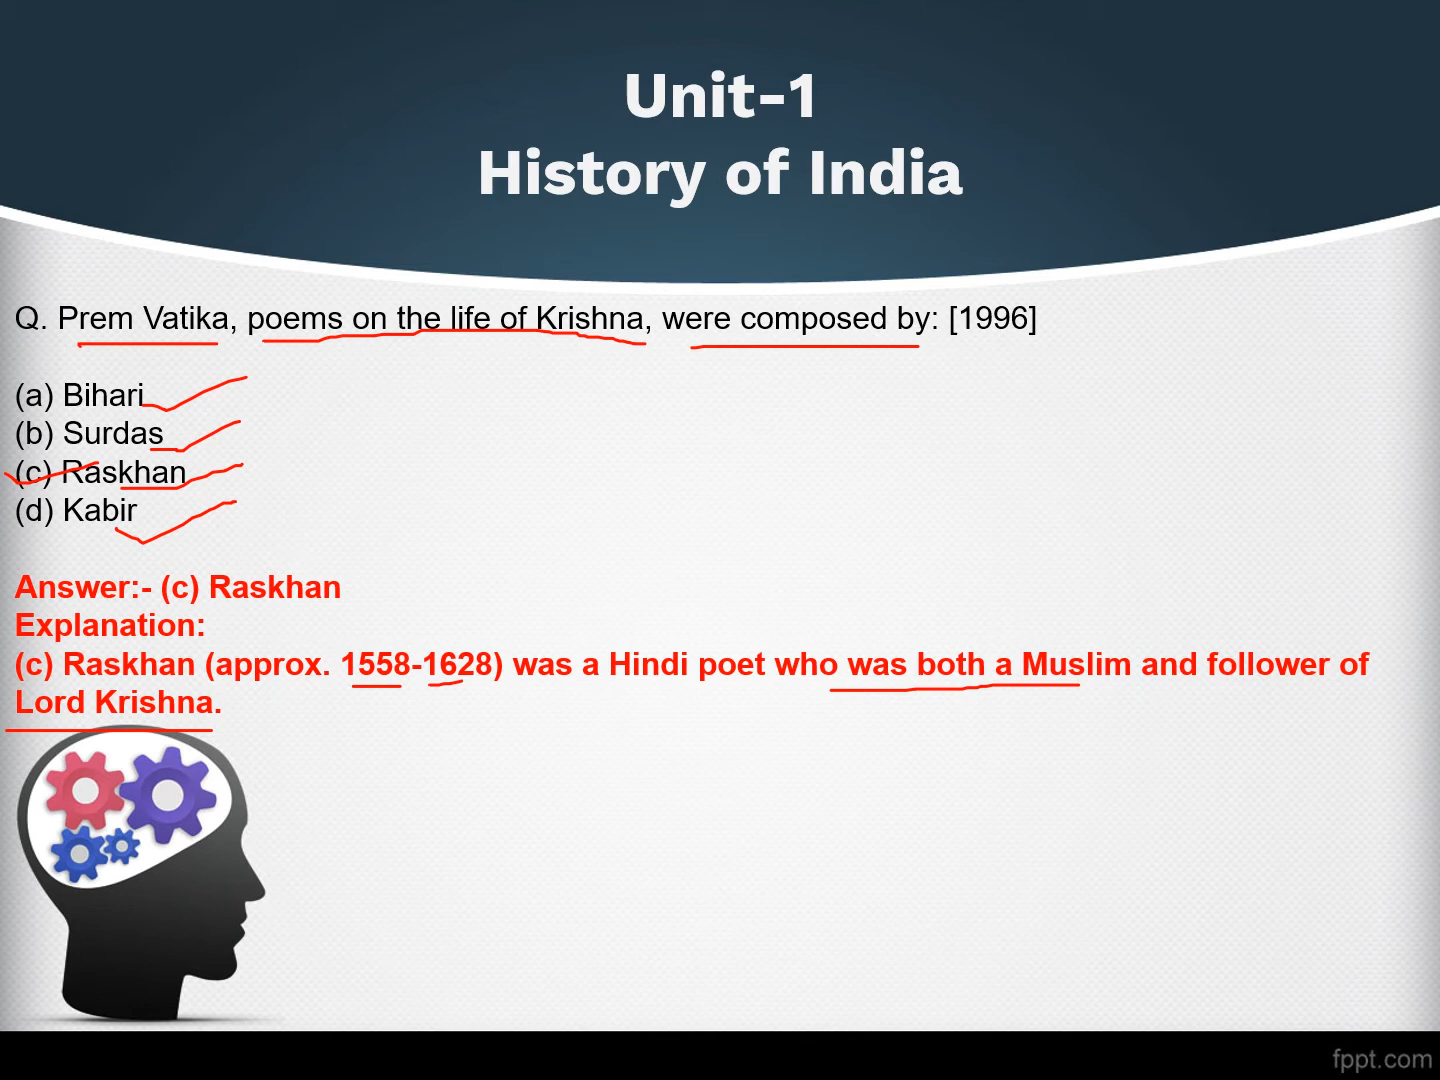 Unit-1
History of India
Q. Prem Vatika, poems on the life of Krishna, were composed by: [1996]
(a) Bihari
(b) Surdas
(c) Raskhan
(d) Kabir
Answer:- (c) Raskhan
Explanation:
(c) Raskhan (approx. 1558-1628) was a Hindi poet who was both a Muslim and follower of
Lord Krishna.
fppt.com